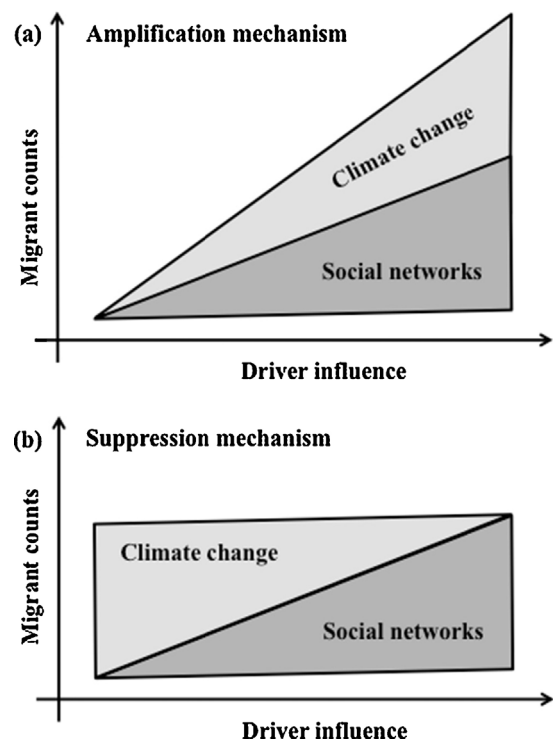 (a) Amplification mechanism
Migrant counts
Climate change
Social networks
Driver influence
(b) Suppression mechanism
Migrant counts
Climate change
Social networks
Driver influence